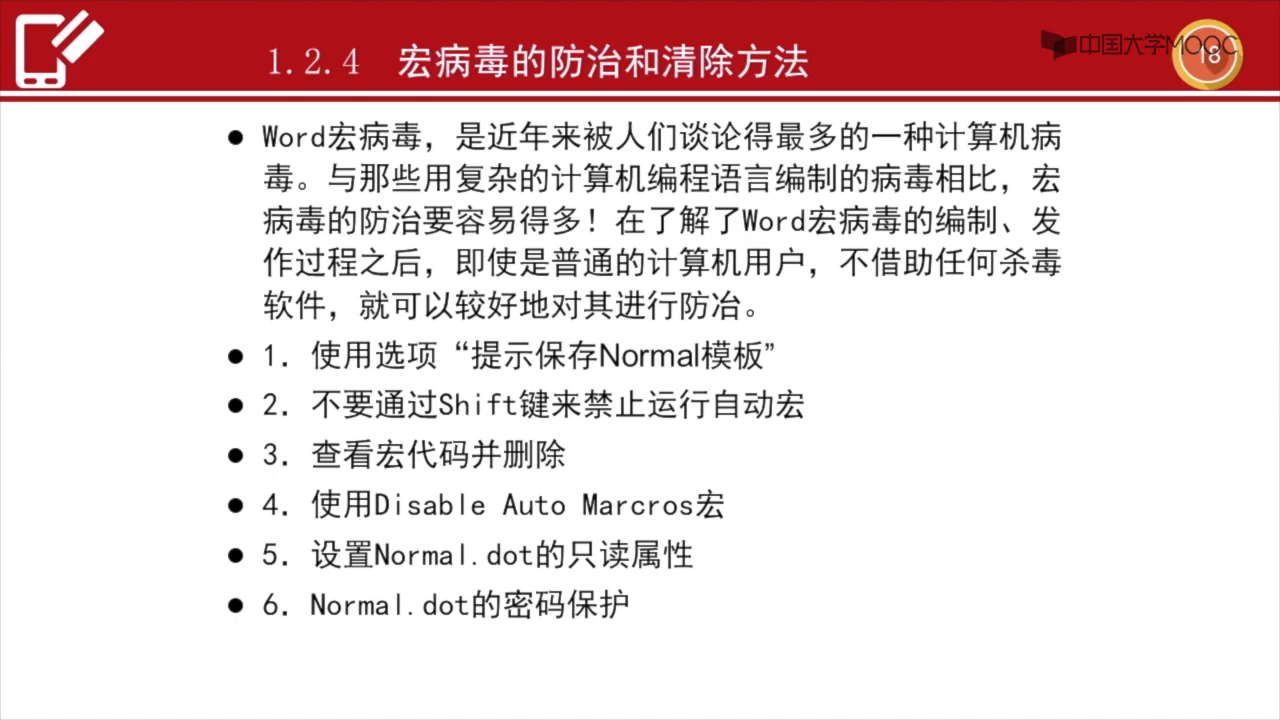 1.2.4 宏病毒的防治和清除方法
中国大学MOOC
18
● Word宏病毒，是近年来被人们谈论得最多的一种计算机病
毒。与那些用复杂的计算机编程语言编制的病毒相比，宏
病毒的防治要容易得多！在了解了Word宏病毒的编制、发
作过程之后，即使是普通的计算机用户，不借助任何杀毒
软件，就可以较好地对其进行防冶。
● 1．使用选项“提示保存Normal模板”
● 2．不要通过Shift键来禁止运行自动宏
● 3．查看宏代码并删除
● 4．使用Disable Auto Marcros宏
● 5．设置Normal.dot的只读属性
● 6．Normal.dot的密码保护